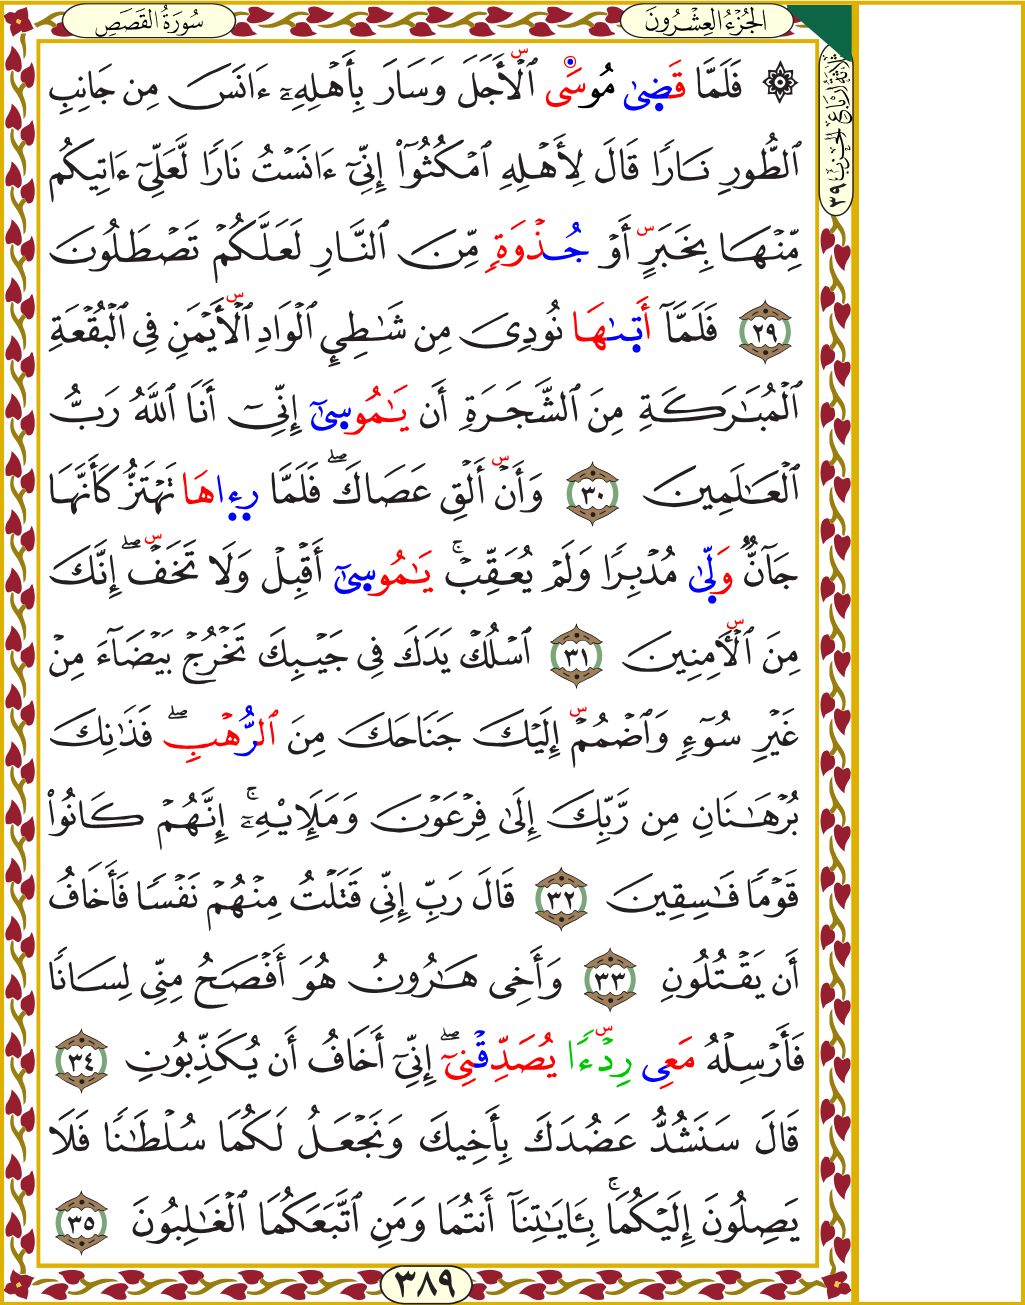 سُورَةُ القَصَصِ
الجُزْءُ العِشْرُونَ
ثَلَاثَةُ أَرْبَاعِ الحِزْبِ ٣٩
۞ فَلَمَّا قَضِىٰ مُوسَى ٱلۡأَجَلَ وَسَارَ بِأَهۡلِهِۦٓ ءَانَسَ مِن جَانِبِ
ٱلطُّورِ نَارٗا قَالَ لِأَهۡلِهِ ٱمۡكُثُوٓاْ إِنِّيٓ ءَانَسۡتُ نَارٗا لَّعَلِّيٓ ءَاتِيكُم
مِّنۡهَا بِخَبَرٍ أَوۡ جُذۡوَةٖ مِّنَ ٱلنَّارِ لَعَلَّكُمۡ تَصۡطَلُونَ
٢٩ فَلَمَّآ أَتِىٰهَا نُودِيَ مِن شَٰطِيِٕ ٱلۡوَادِ ٱلۡأَيۡمَنِ فِي ٱلۡبُقۡعَةِ
ٱلۡمُبَٰرَكَةِ مِنَ ٱلشَّجَرَةِ أَن يَٰمُوسِىٰٓ إِنِّيٓ أَنَا ٱللَّهُ رَبُّ
ٱلۡعَٰلَمِينَ ٣٠ وَأَنۡ أَلۡقِ عَصَاكَۖ فَلَمَّا رِءِاهَا تَهۡتَزُّ كَأَنَّهَا
جَآنّٞ وَلِّىٰ مُدۡبِرٗا وَلَمۡ يُعَقِّبۡۚ يَٰمُوسِىٰٓ أَقۡبِلۡ وَلَا تَخَفۡۖ إِنَّكَ
مِنَ ٱلۡأٓمِنِينَ ٣١ ٱسۡلُكۡ يَدَكَ فِي جَيۡبِكَ تَخۡرُجۡ بَيۡضَآءَ مِنۡ
غَيۡرِ سُوٓءٖ وَٱضۡمُمۡ إِلَيۡكَ جَنَاحَكَ مِنَ ٱلرُّهۡبِۖ فَذَٰنِكَ
بُرۡهَٰنَانِ مِن رَّبِّكَ إِلَىٰ فِرۡعَوۡنَ وَمَلَإِيْهِۦٓۚ إِنَّهُمۡ كَانُواْ
قَوۡمٗا فَٰسِقِينَ ٣٢ قَالَ رَبِّ إِنِّي قَتَلۡتُ مِنۡهُمۡ نَفۡسٗا فَأَخَافُ
أَن يَقۡتُلُونِ ٣٣ وَأَخِي هَٰرُونُ هُوَ أَفۡصَحُ مِنِّي لِسَانٗا
فَأَرۡسِلۡهُ مَعِي رِدۡءٗا يُصَدِّقۡنِيٓۖ إِنِّيٓ أَخَافُ أَن يُكَذِّبُونِ ٣٤
قَالَ سَنَشُدُّ عَضُدَكَ بِأَخِيكَ وَنَجۡعَلُ لَكُمَا سُلۡطَٰنٗا فَلَا
يَصِلُونَ إِلَيۡكُمَاۚ بِـَٔايَٰتِنَآ أَنتُمَا وَمَنِ ٱتَّبَعَكُمَا ٱلۡغَٰلِبُونَ ٣٥
٣٨٩